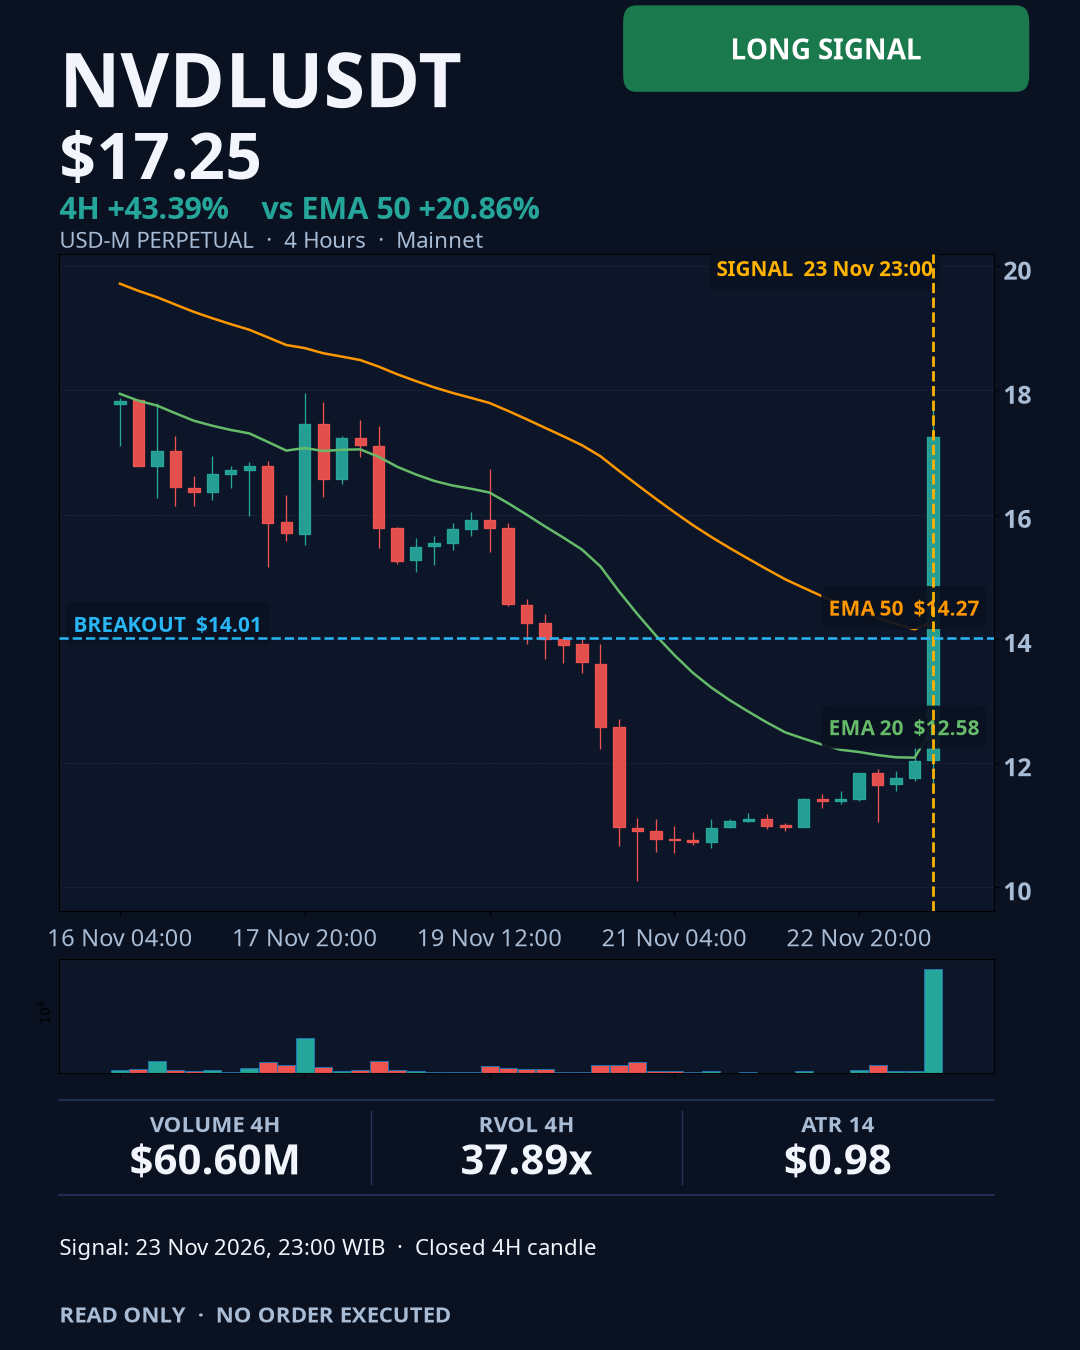 LONG SIGNAL
NVDLUSDT
$17.25
4H +43.39% vs EMA 50 +20.86%
USD-M PERPETUAL · 4 Hours · Mainnet
SIGNAL 23 Nov 23:00
20
18
16
EMA 50 $14.27
BREAKOUT $14.01
14
EMA 20 $12.58
12
10
16 Nov 04:00 17 Nov 20:00 19 Nov 12:00 21 Nov 04:00 22 Nov 20:00
10⁶
VOLUME 4H RVOL 4H ATR 14
$60.60M 37.89x $0.98
Signal: 23 Nov 2026, 23:00 WIB · Closed 4H candle
READ ONLY · NO ORDER EXECUTED